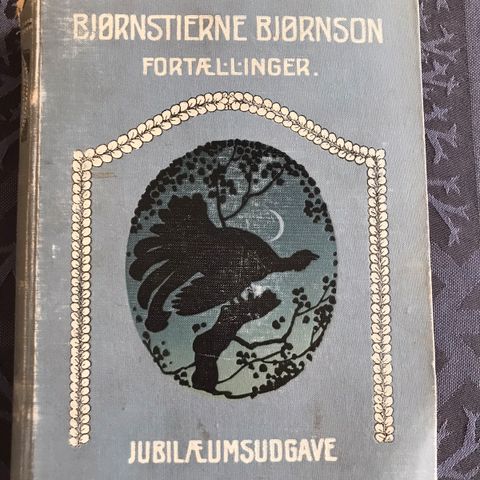 BJØRNSTIERNE BJØRNSON
FORTÆLLINGER.
JUBILÆUMSUDGAVE